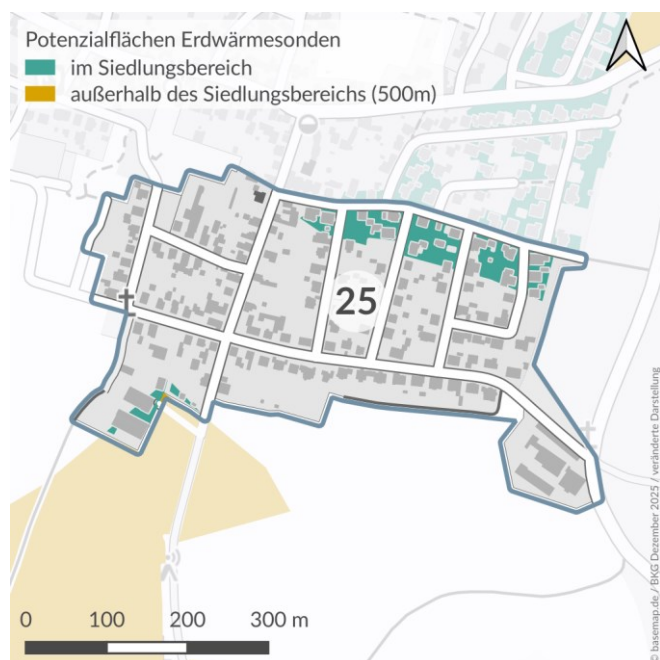 Potenzialflächen Erdwärmesonden
im Siedlungsbereich
außerhalb des Siedlungsbereichs (500m)
25
0 100 200 300 m
© basemap.de / BKG Dezember 2025 / veränderte Darstellung